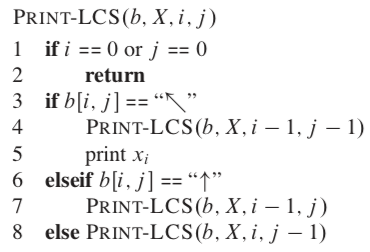 PRINT-LCS(b, X, i, j)
1 if i == 0 or j == 0
2 return
3 if b[i, j] == “↖”
4 PRINT-LCS(b, X, i − 1, j − 1)
5 print xᵢ
6 elseif b[i, j] == “↑”
7 PRINT-LCS(b, X, i − 1, j)
8 else PRINT-LCS(b, X, i, j − 1)